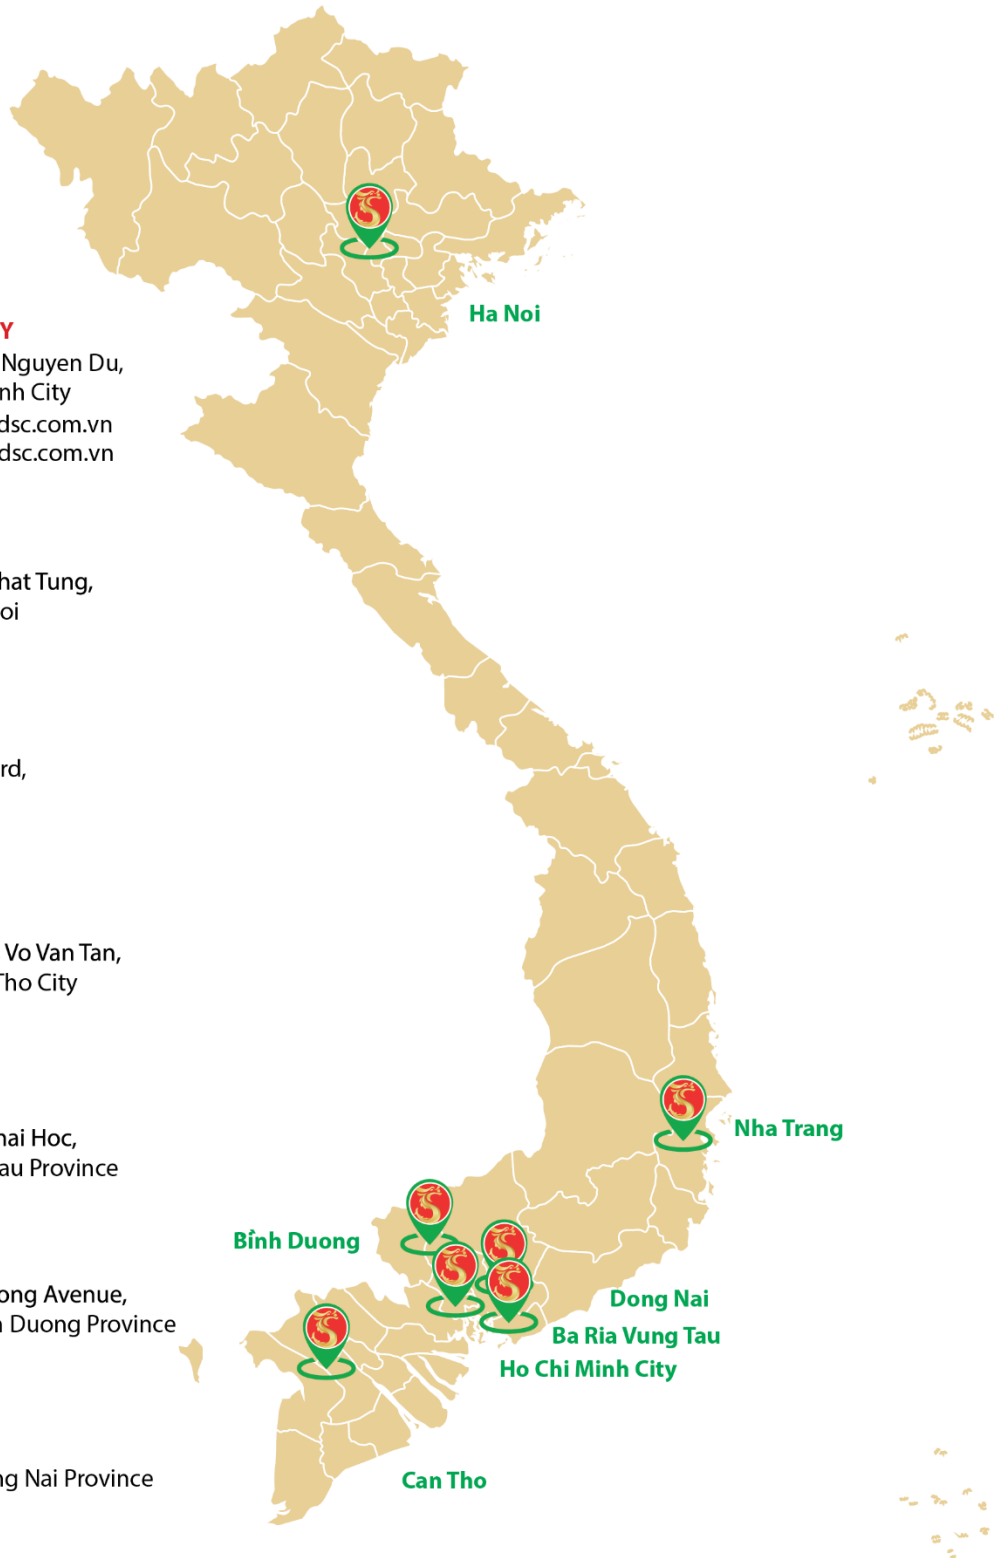 Y
Nguyen Du,
nh City
dsc.com.vn
dsc.com.vn
hat Tung,
oi
rd,
Vo Van Tan,
Tho City
hai Hoc,
au Province
ong Avenue,
n Duong Province
ng Nai Province
Ha Noi
Nha Trang
Bỉnh Duong
Dong Nai
Ba Ria Vung Tau
Ho Chi Minh City
Can Tho